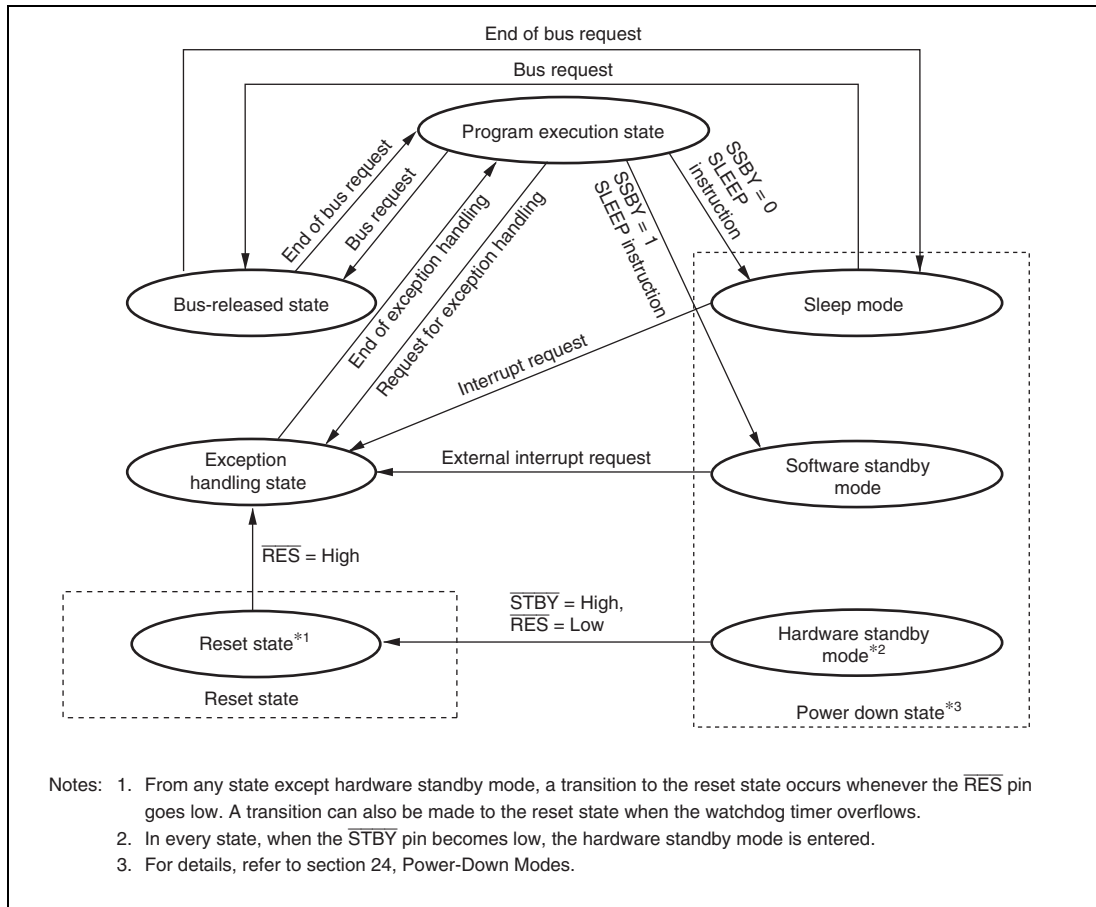 End of bus request
Bus request
Program execution state
End of bus request
Bus request
End of exception handling
Request for exception handling
SSBY = 1
SLEEP instruction
SSBY = 0
SLEEP
instruction
Bus-released state
Sleep mode
Interrupt request
Exception
handling state
External interrupt request
Software standby
mode
R̅E̅S̅ = High
S̅T̅B̅Y̅ = High,
R̅E̅S̅ = Low
Reset state*1
Hardware standby
mode*2
Reset state
Power down state*3
Notes: 1. From any state except hardware standby mode, a transition to the reset state occurs whenever the R̅E̅S̅ pin
goes low. A transition can also be made to the reset state when the watchdog timer overflows.
2. In every state, when the S̅T̅B̅Y̅ pin becomes low, the hardware standby mode is entered.
3. For details, refer to section 24, Power-Down Modes.